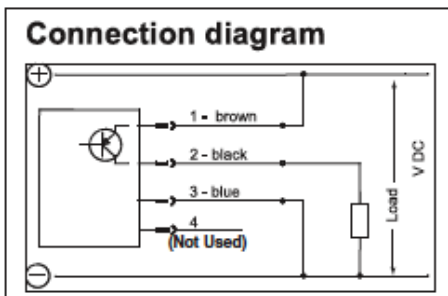 Connection diagram
1 - brown
2 - black
3 - blue
4
(Not Used)
Load
V DC